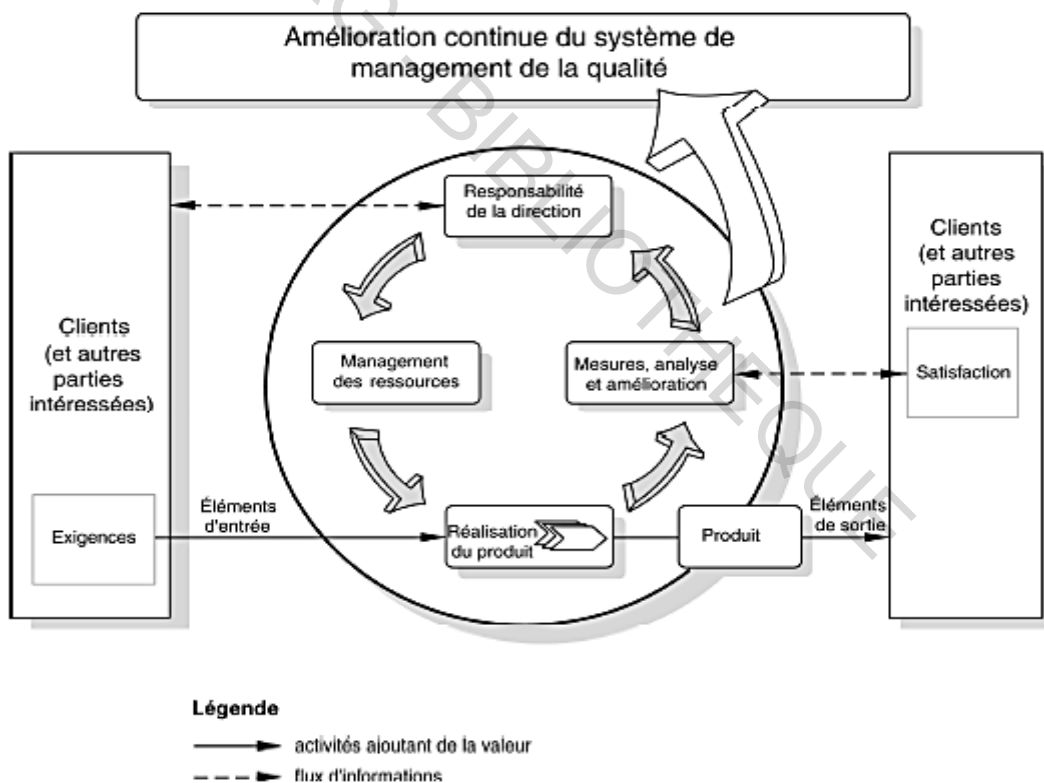 Amélioration continue du système de
management de la qualité
Responsabilité
de la direction
Clients
(et autres
parties
intéressées)
Clients
(et autres
parties
intéressées)
Management
des ressources
Mesures, analyse
et amélioration
Satisfaction
Exigences
Éléments
d'entrée
Réalisation
du produit
Produit
Éléments
de sortie
Légende
activités ajoutant de la valeur
flux d'informations
BIBLIOTHEQUE